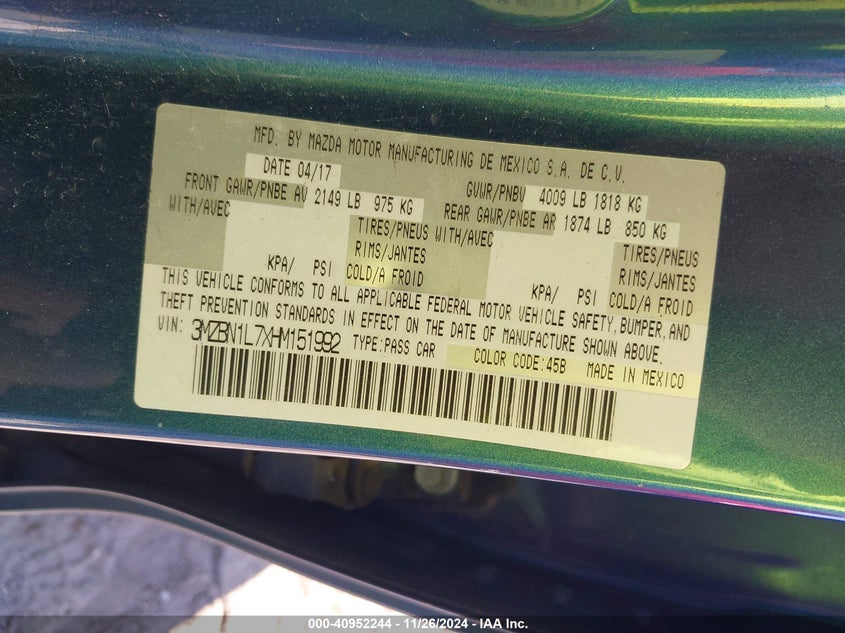 MFD. BY MAZDA MOTOR MANUFACTURING DE MEXICO S.A. DE C.V.
DATE 04/17 GVWR/PNBV 4009 LB 1818 KG
FRONT GAWR/PNBE AV 2149 LB 975 KG REAR GAWR/PNBE AR 1874 LB 850 KG
WITH/AVEC TIRES/PNEUS WITH/AVEC TIRES/PNEUS
RIMS/JANTES RIMS/JANTES
KPA/ PSI COLD/A FROID KPA/ PSI COLD/A FROID
THIS VEHICLE CONFORMS TO ALL APPLICABLE FEDERAL MOTOR VEHICLE SAFETY, BUMPER, AND
THEFT PREVENTION STANDARDS IN EFFECT ON THE DATE OF MANUFACTURE SHOWN ABOVE.
VIN: 3MZBN1L7XHM151992 TYPE:PASS CAR COLOR CODE:45B MADE IN MEXICO
000-40952244 - 11/26/2024 - IAA Inc.